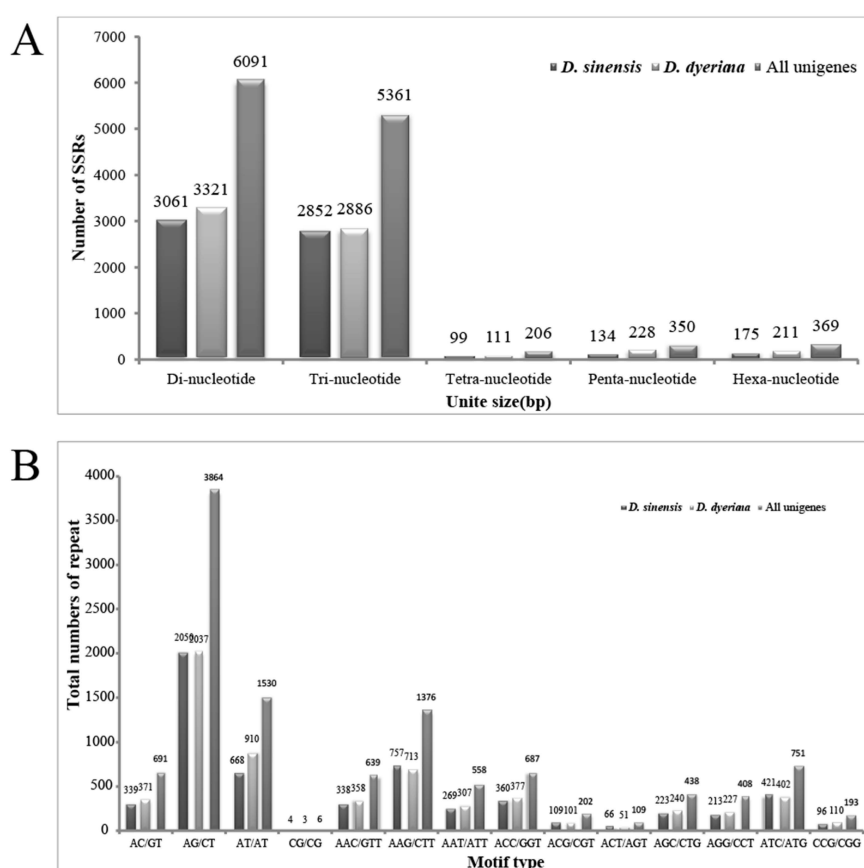 A
7000
6000
5000
4000
3000
2000
1000
0
Number of SSRs
D. sinensis D. dyeriana All unigenes
3061 3321 6091
2852 2886 5361
99 111 206
134 228 350
175 211 369
Di-nucleotide Tri-nucleotide Tetra-nucleotide Penta-nucleotide Hexa-nucleotide
Unite size(bp)
B
4000
3500
3000
2500
2000
1500
1000
500
0
Total numbers of repeat
D. sinensis D. dyeriana All unigenes
339 371 691
2050 2037 3864
668 910 1530
4 3 6
338 358 639
757 713 1376
269 307 558
360 377 687
109 101 202
66 51 109
223 240 438
213 227 408
421 402 751
96 110 193
AC/GT AG/CT AT/AT CG/CG AAC/GTT AAG/CTT AAT/ATT ACC/GGT ACG/CGT ACT/AGT AGC/CTG AGG/CCT ATC/ATG CCG/CGG
Motif type